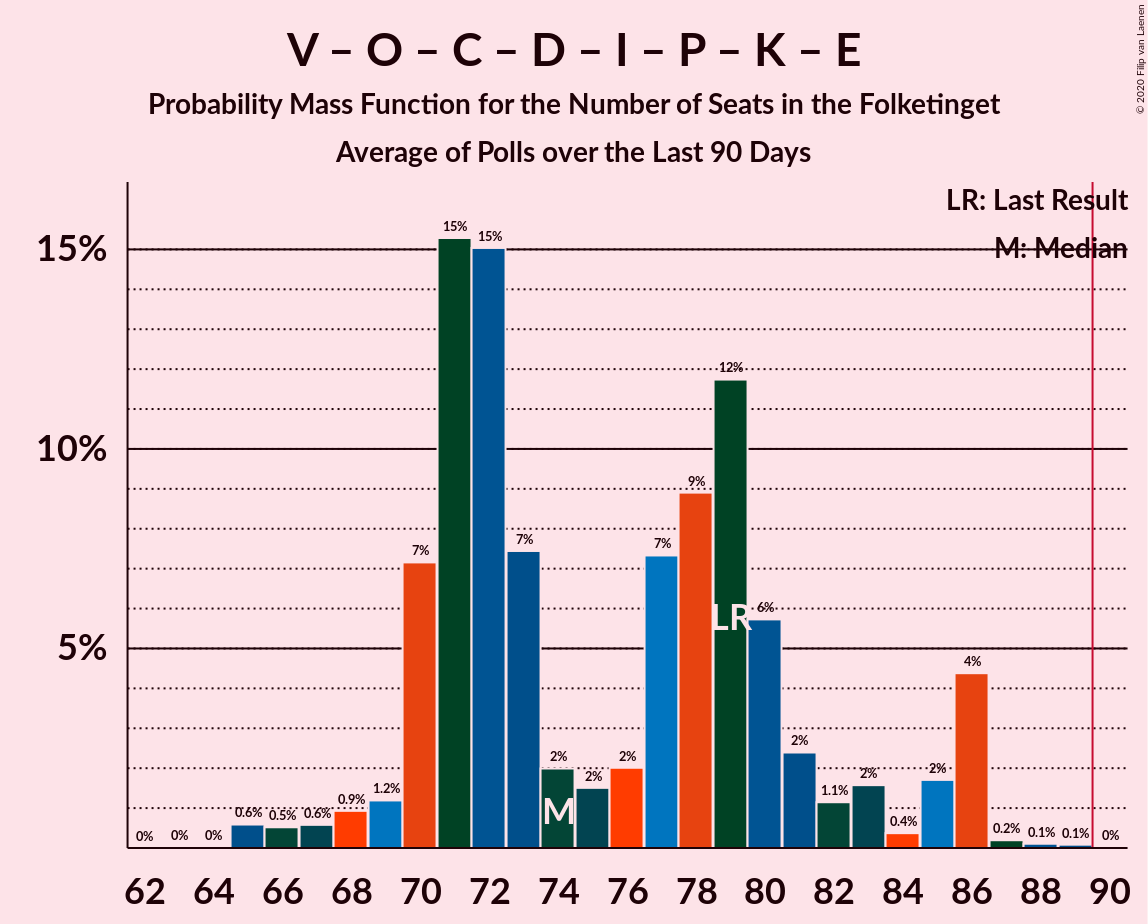 V – O – C – D – I – P – K – E
Probability Mass Function for the Number of Seats in the Folketinget
Average of Polls over the Last 90 Days
© 2020 Filip van Laenen
LR: Last Result
M: Median
15%
10%
5%
0% 0% 0% 0.6% 0.5% 0.6% 0.9% 1.2% 7% 15% 15% 7% 2% 2% 2% 7% 9% 12% 6% 2% 1.1% 2% 0.4% 2% 4% 0.2% 0.1% 0.1% 0%
LR
M
62 64 66 68 70 72 74 76 78 80 82 84 86 88 90